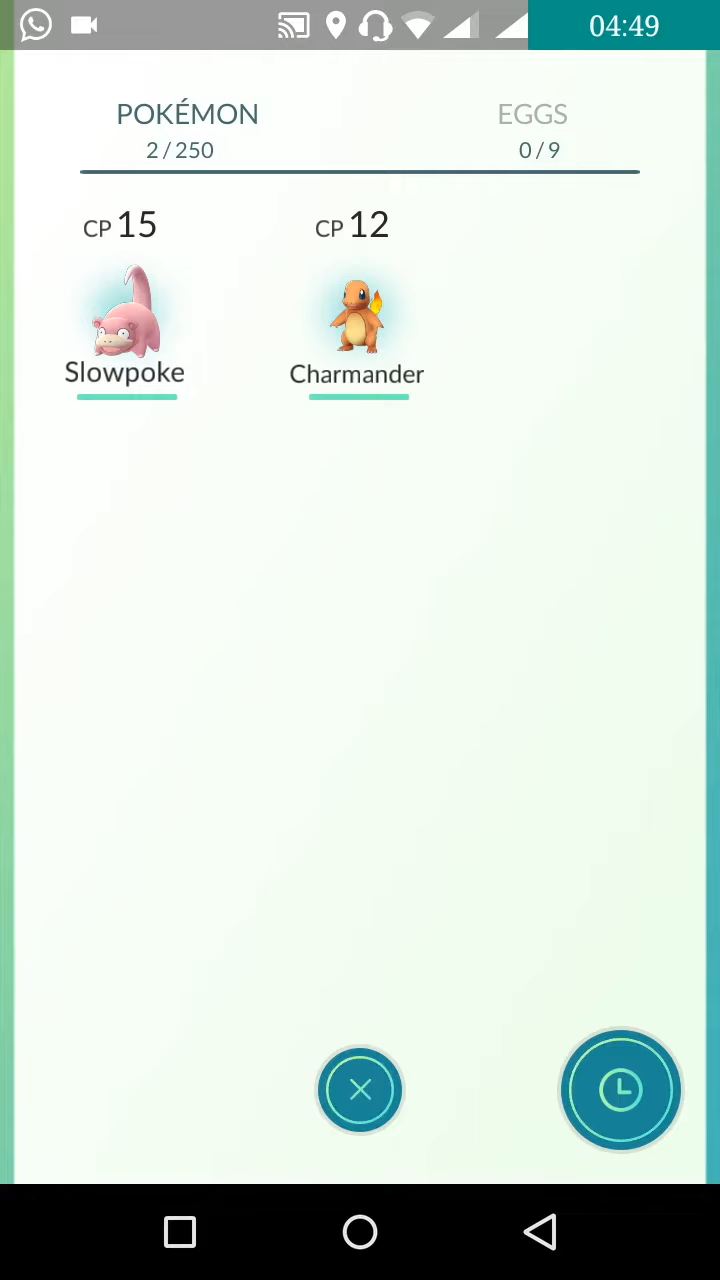 04:49
POKÉMON
EGGS
2/250
0/9
CP 15
CP 12
Slowpoke
Charmander